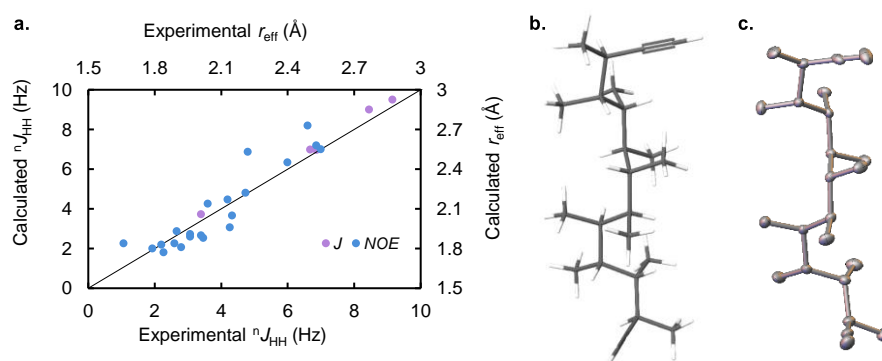 a.
Experimental r_eff (Å)
1.5 1.8 2.1 2.4 2.7 3
10
8
6
4
2
0
Calculated ⁿJ_HH (Hz)
3
2.7
2.4
2.1
1.8
1.5
Calculated r_eff (Å)
J NOE
0 2 4 6 8 10
Experimental ⁿJ_HH (Hz)
b.
c.